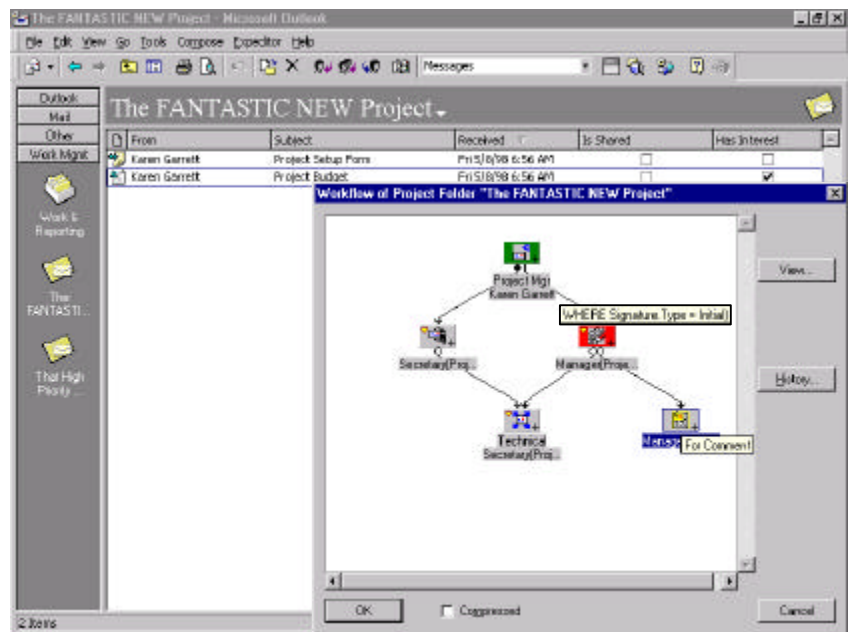 The FANTASTIC NEW Project - Microsoft Outlook
File Edit View Go Tools Compose Expeditor Help
Messages
Outlook
Mail
Other
Work Mgmt
Work &
Reporting
The
FANTASTI...
That High
Priority ...
The FANTASTIC NEW Project
From Subject Received Is Shared Has Interest
Karen Garrett Project Setup Form Fri 5/8/98 6:56 AM
Karen Garrett Project Budget Fri 5/8/98 6:56 AM
Workflow of Project Folder "The FANTASTIC NEW Project"
Project Mgr
Karen Garrett
WHERE Signature.Type = Initial)
Secretary(Proj...
Manager(Proje...
Technical
Secretary(Proj...
Manage
For Comment
View...
History...
OK
Compressed
Cancel
2 Items